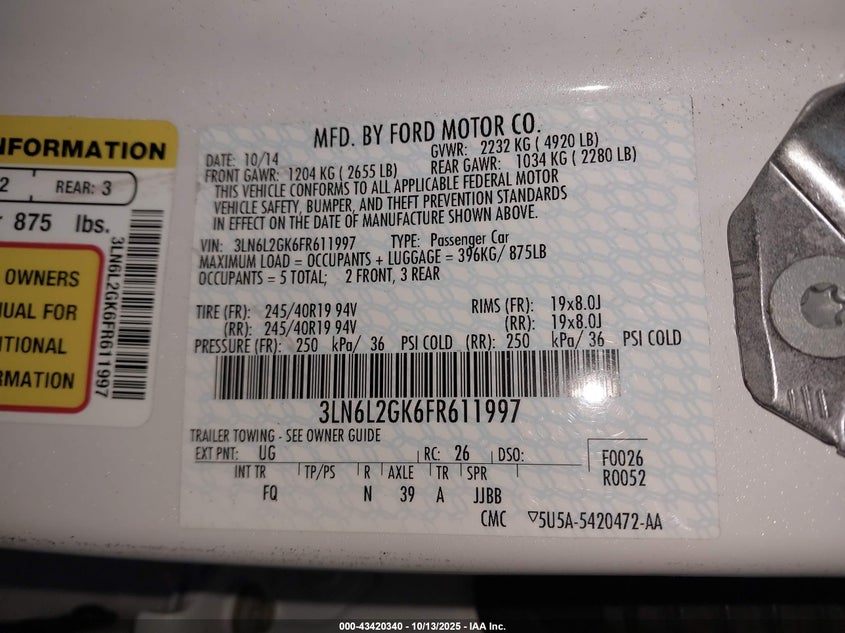 NFORMATION
2 REAR: 3
875 lbs.
OWNERS
UAL FOR
ITIONAL
RMATION
3LN6L2GK6FR611997
MFD. BY FORD MOTOR CO.
DATE: 10/14 GVWR: 2232 KG ( 4920 LB)
FRONT GAWR: 1204 KG ( 2655 LB) REAR GAWR: 1034 KG ( 2280 LB)
THIS VEHICLE CONFORMS TO ALL APPLICABLE FEDERAL MOTOR
VEHICLE SAFETY, BUMPER, AND THEFT PREVENTION STANDARDS
IN EFFECT ON THE DATE OF MANUFACTURE SHOWN ABOVE.
VIN: 3LN6L2GK6FR611997 TYPE: Passenger Car
MAXIMUM LOAD = OCCUPANTS + LUGGAGE = 396KG/ 875LB
OCCUPANTS = 5 TOTAL; 2 FRONT, 3 REAR
TIRE (FR): 245/40R19 94V RIMS (FR): 19x8.0J
(RR): 245/40R19 94V (RR): 19x8.0J
PRESSURE (FR): 250 kPa/ 36 PSI COLD (RR): 250 kPa/ 36 PSI COLD
3LN6L2GK6FR611997
TRAILER TOWING - SEE OWNER GUIDE
EXT PNT: UG RC: 26 DSO: F0026
INT TR TP/PS R AXLE TR SPR R0052
FQ N 39 A JJBB
CMC ▽5U5A-5420472-AA
000-43420340 - 10/13/2025 - IAA Inc.